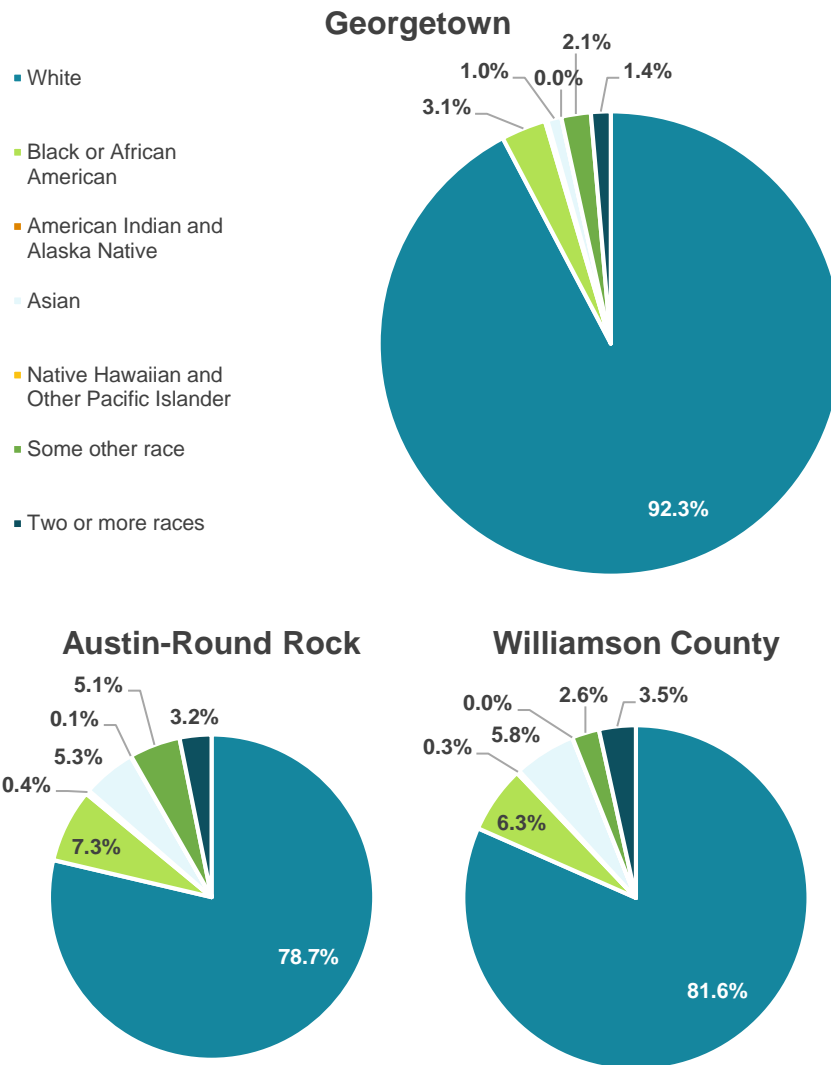 Georgetown
White
Black or African
American
American Indian and
Alaska Native
Asian
Native Hawaiian and
Other Pacific Islander
Some other race
Two or more races
3.1%
1.0%
0.0%
2.1%
1.4%
92.3%
Austin-Round Rock
5.1%
0.1%
3.2%
5.3%
0.4%
7.3%
78.7%
Williamson County
0.0%
2.6%
3.5%
5.8%
0.3%
6.3%
81.6%